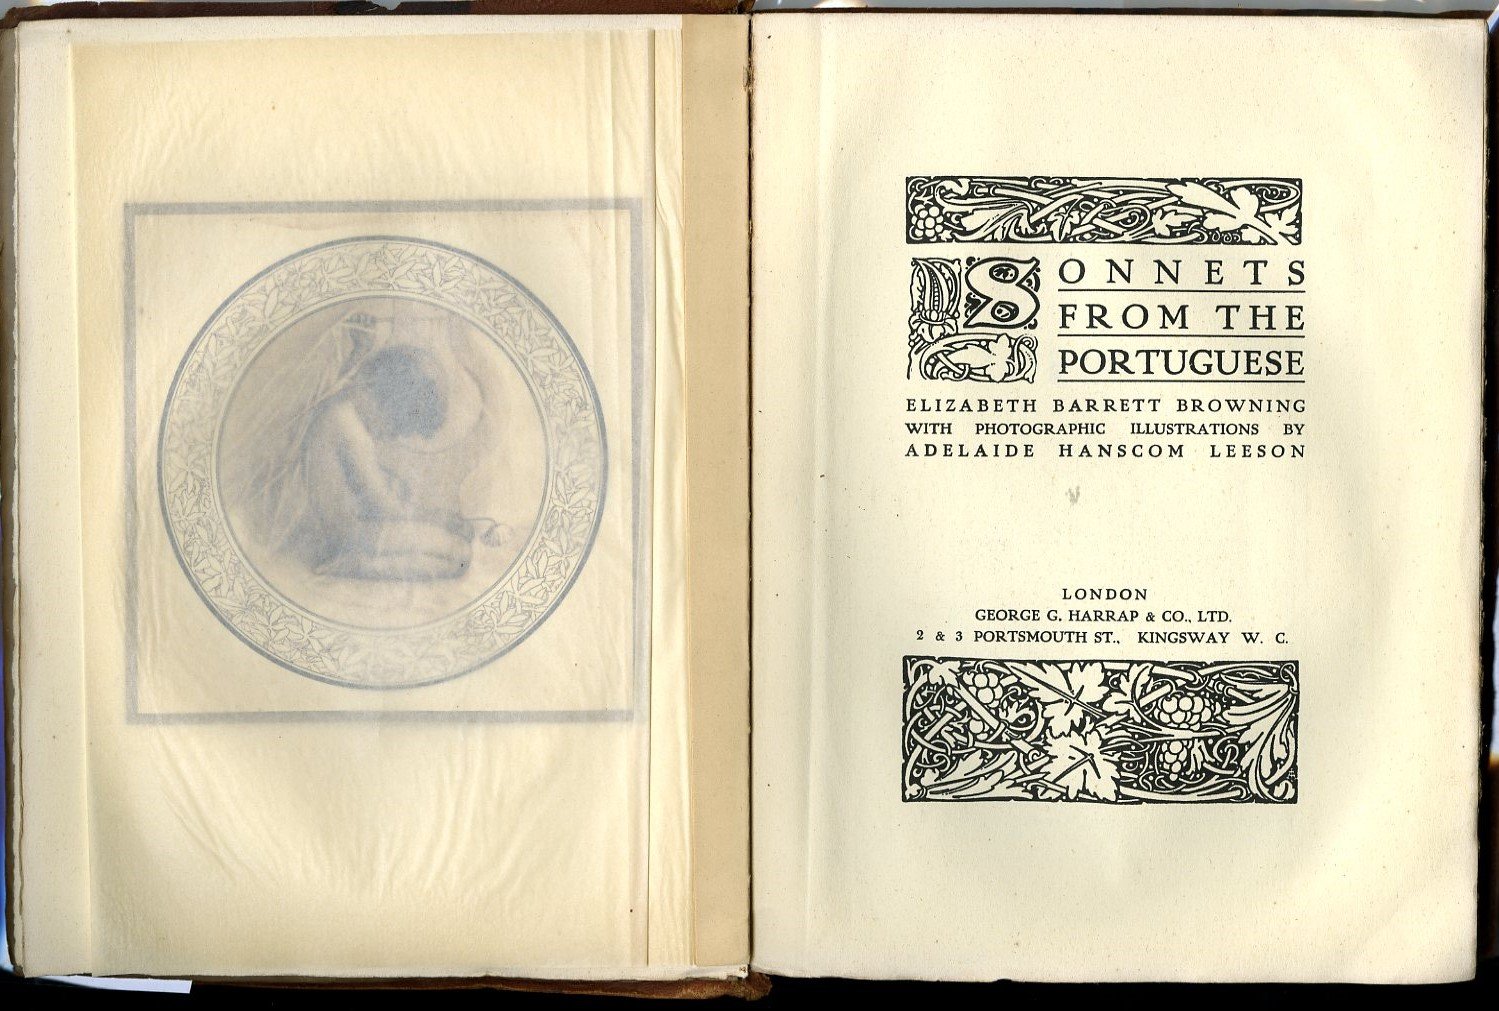 SONNETS
FROM THE
PORTUGUESE
ELIZABETH BARRETT BROWNING
WITH PHOTOGRAPHIC ILLUSTRATIONS BY
ADELAIDE HANSCOM LEESON
LONDON
GEORGE G. HARRAP & CO., LTD.
2 & 3 PORTSMOUTH ST., KINGSWAY W. C.